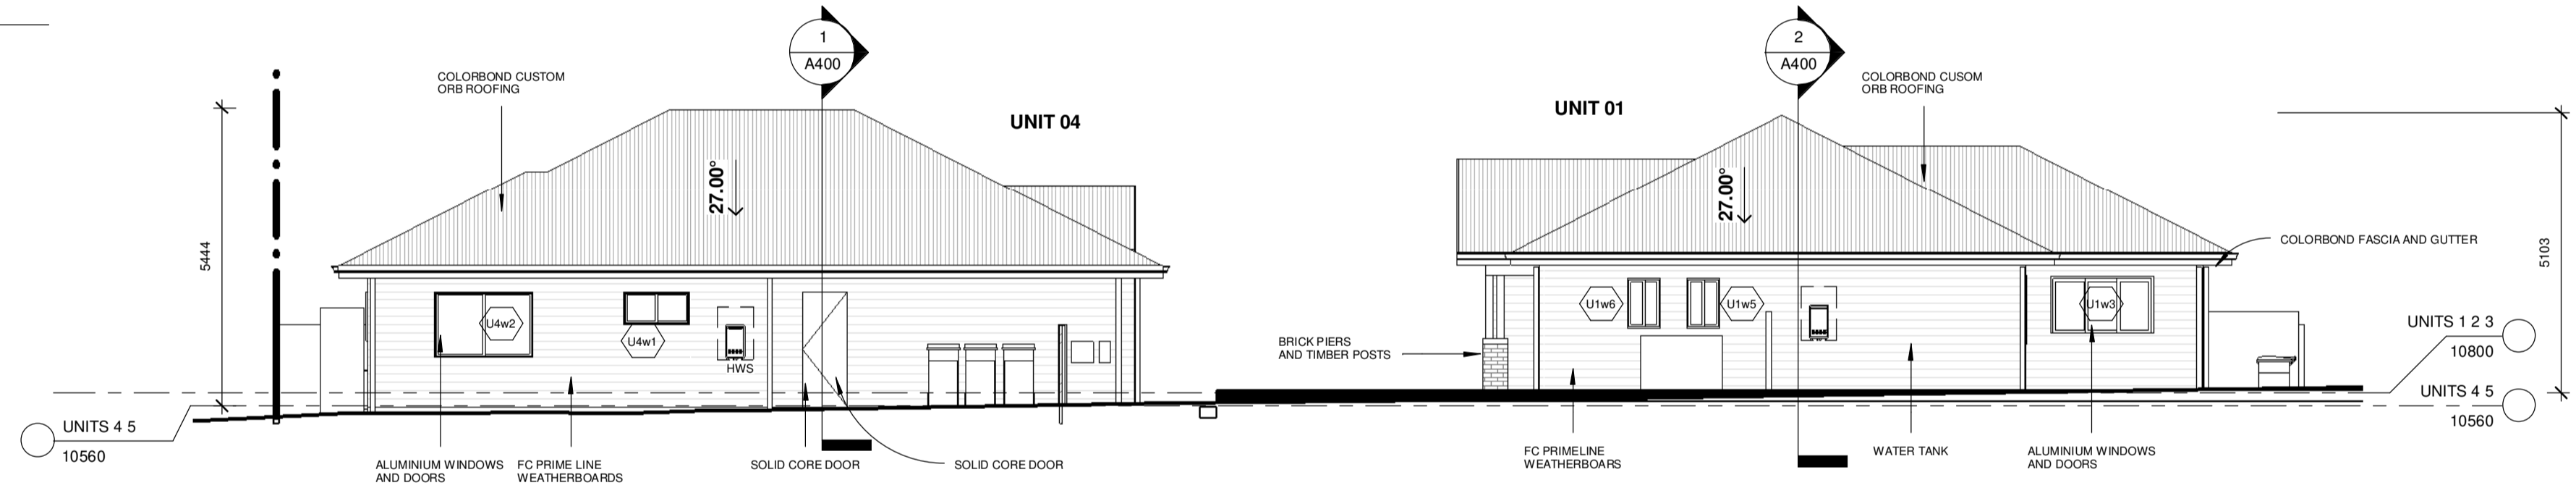 1
A400
2
A400
COLORBOND CUSTOM
ORB ROOFING
COLORBOND CUSOM
ORB ROOFING
UNIT 04
UNIT 01
27.00°
27.00°
5444
5103
COLORBOND FASCIA AND GUTTER
U4w2
U4w1
HWS
U1w6
U1w5
U1w3
BRICK PIERS
AND TIMBER POSTS
UNITS 1 2 3
10800
UNITS 4 5
10560
UNITS 4 5
10560
ALUMINIUM WINDOWS
AND DOORS
FC PRIME LINE
WEATHERBOARDS
SOLID CORE DOOR
SOLID CORE DOOR
FC PRIMELINE
WEATHERBOARS
WATER TANK
ALUMINIUM WINDOWS
AND DOORS